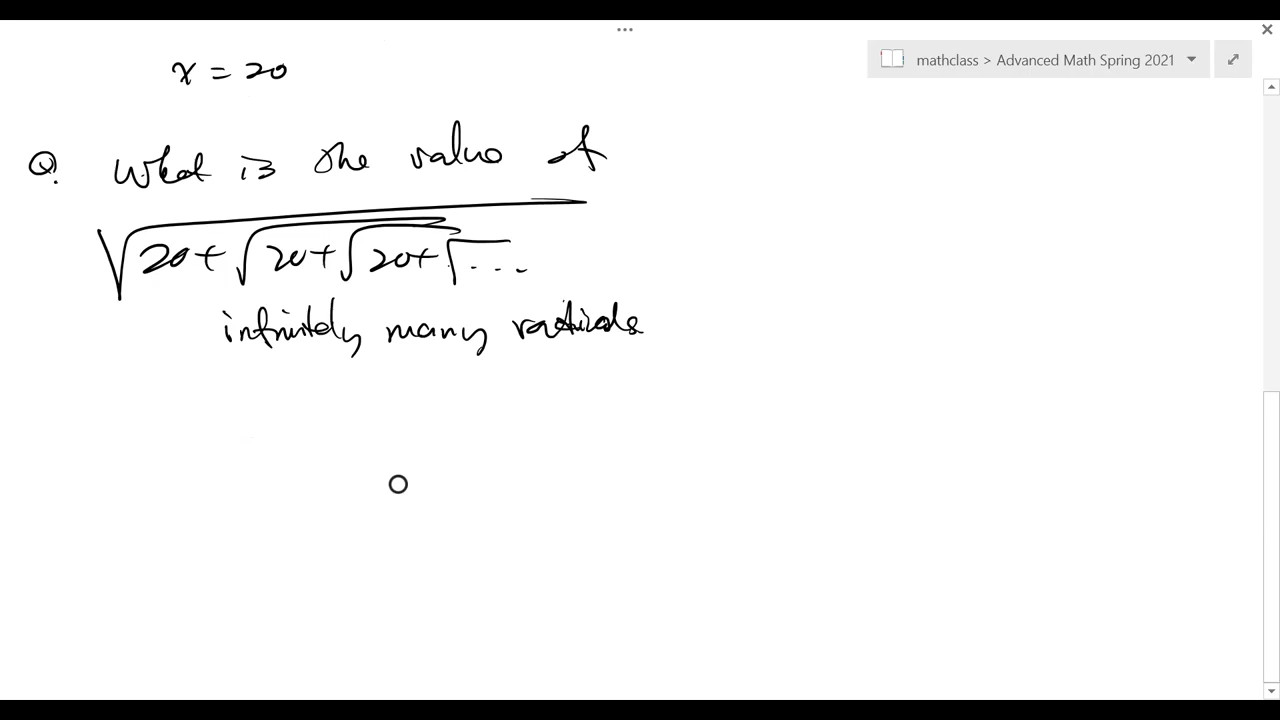 mathclass > Advanced Math Spring 2021
x = 20
Q. What is the value of
√(20+√(20+√(20+√...
infinitely many radicals